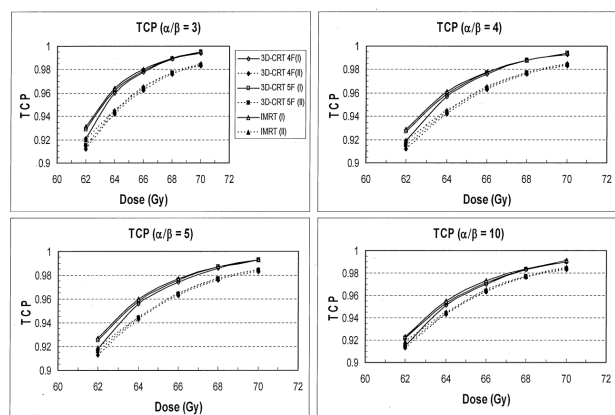 TCP (α/β = 3)
1
0.98
0.96
0.94
0.92
0.9
TCP
60 62 64 66 68 70 72
Dose (Gy)
3D-CRT 4F(I)
3D-CRT 4F(II)
3D-CRT 5F (I)
3D-CRT 5F (II)
IMRT (I)
IMRT (II)
TCP (α/β = 4)
1
0.98
0.96
0.94
0.92
0.9
TCP
60 62 64 66 68 70 72
Dose (Gy)
TCP (α/β = 5)
1
0.98
0.96
0.94
0.92
0.9
TCP
60 62 64 66 68 70 72
Dose (Gy)
TCP (α/β = 10)
1
0.98
0.96
0.94
0.92
0.9
TCP
60 62 64 66 68 70 72
Dose (Gy)